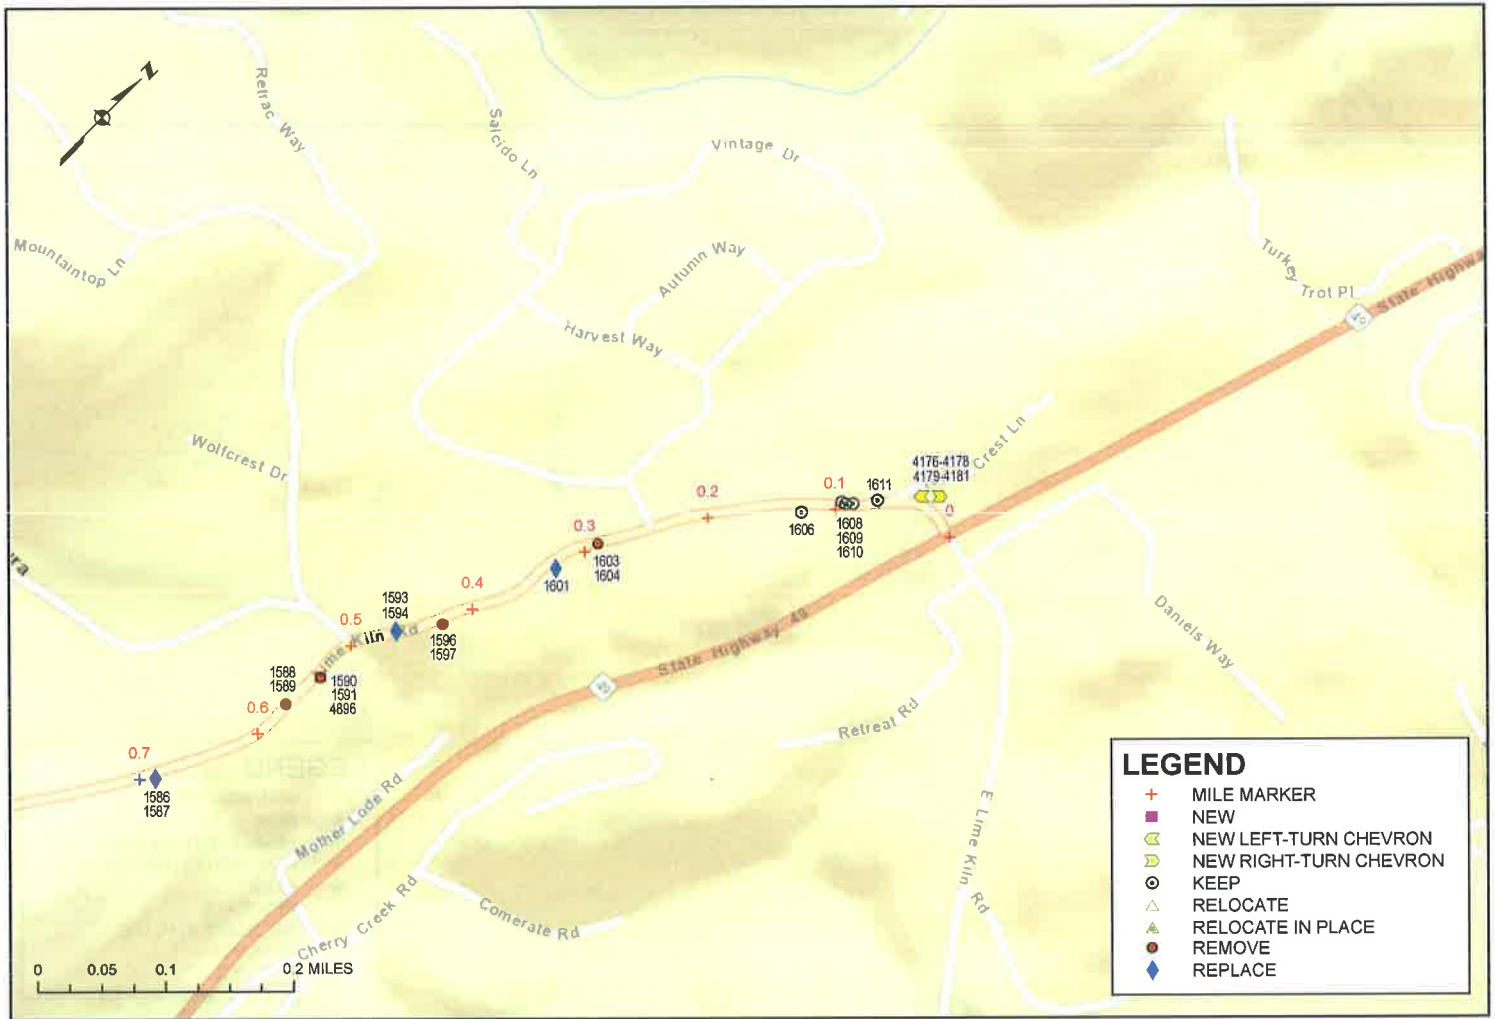 N
Retrac Way
Salcido Ln
Vintage Dr
Mountaintop Ln
Autumn Way
Turkey Trot Pl
State Highwa
49
Harvest Way
Wolfcrest Dr
Crest Ln
4176-4178
4179-4181
0
0.1
1611
0.2
1606
1608
1609
1610
0.3
1603
1604
1601
0.4
1593
1594
0.5
Kiln Rd
1596
1597
1588
1589
1590
1591
4896
0.6
0.7
1586
1587
State Highway 49
49
Daniels Way
Retreat Rd
E Lime Kiln Rd
Mother Lode Rd
Cherry Creek Rd
Comerate Rd
0 0.05 0.1 0.2 MILES
LEGEND
MILE MARKER
NEW
NEW LEFT-TURN CHEVRON
NEW RIGHT-TURN CHEVRON
KEEP
RELOCATE
RELOCATE IN PLACE
REMOVE
REPLACE